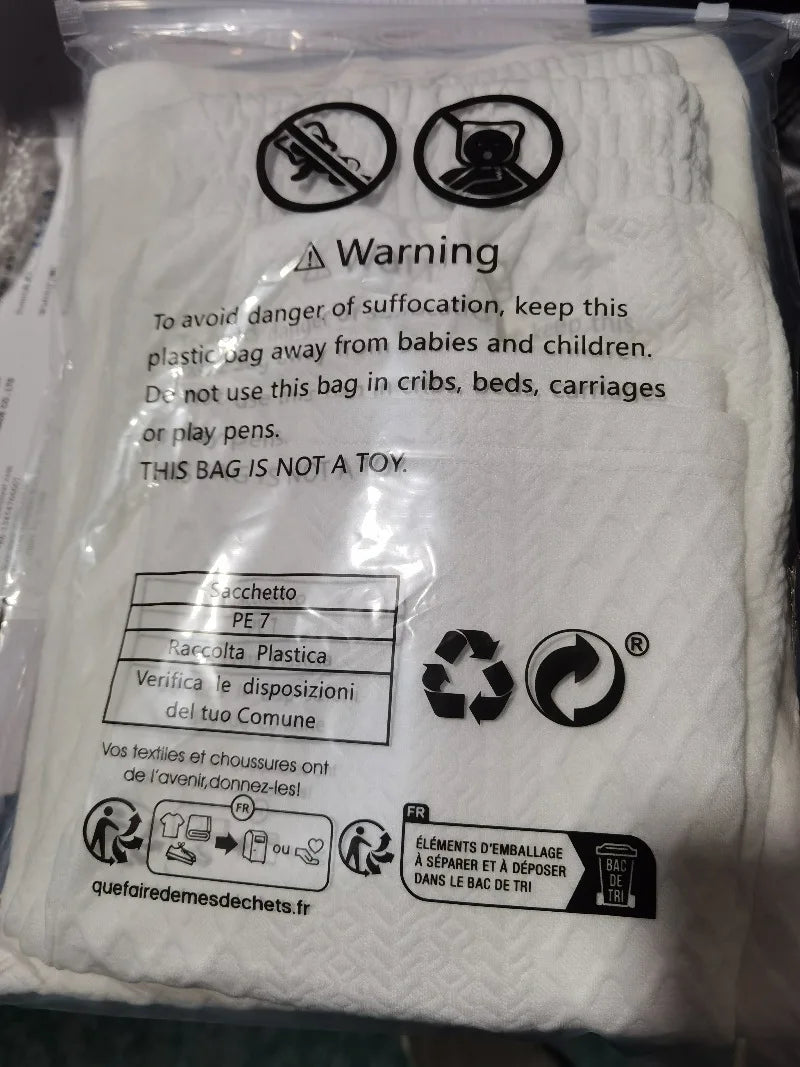 Warning
To avoid danger of suffocation, keep this
plastic bag away from babies and children.
Do not use this bag in cribs, beds, carriages
or play pens.
THIS BAG IS NOT A TOY.
Sacchetto
PE 7
Raccolta Plastica
Verifica le disposizioni
del tuo Comune
®
Vos textiles et choussures ont
de l'avenir,donnez-les!
FR
ou
quefairedemesdechets.fr
FR
ÉLÉMENTS D'EMBALLAGE
À SÉPARER ET À DÉPOSER
DANS LE BAC DE TRI
BAC
DE
TRI